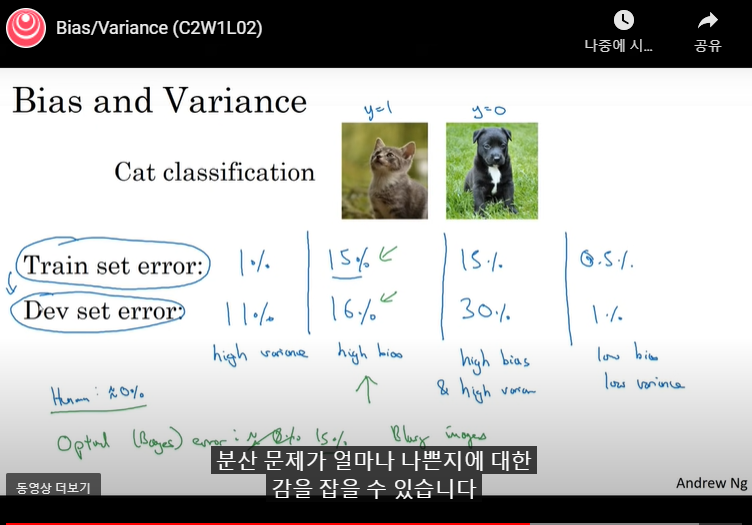 Bias/Variance (C2W1L02)
나중에 시...
공유
Bias and Variance
y=1 y=0
Cat classification
Train set error: 1% 15% 15% 0.5%
Dev set error: 11% 16% 30% 1%
high variance high bias high bias low bias
& high varian low variance
Human: ≈0%
Optimal (Bayes) error: ≈ 0% 15% Blurry images
분산 문제가 얼마나 나쁜지에 대한
감을 잡을 수 있습니다
동영상 더보기
Andrew Ng